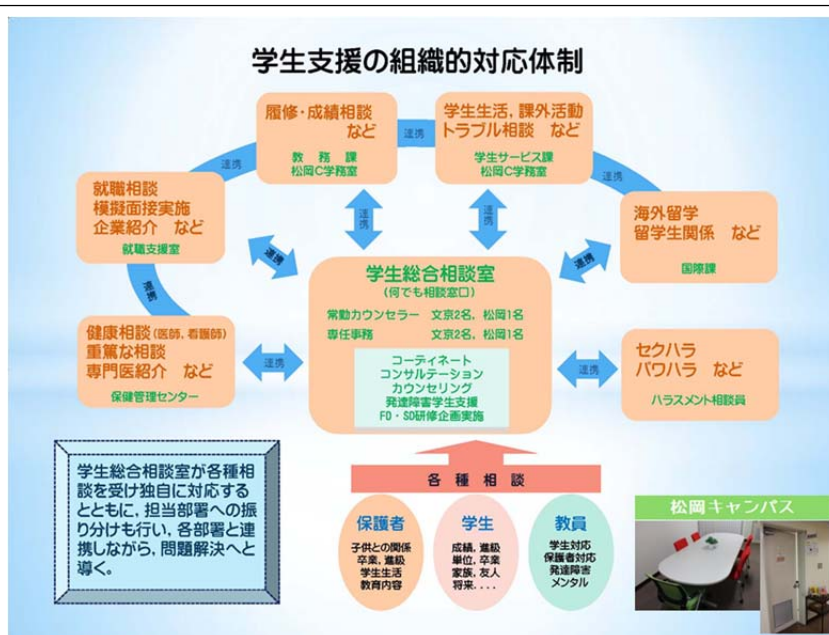 学生支援の組織的対応体制
履修・成績相談
など
教 務 課
松岡C学務室
連携
学生生活, 課外活動
トラブル相談 など
学生サービス課
松岡C学務室
連携
連携
就職相談
模擬面接実施
企業紹介 など
就職支援室
連携
連携
海外留学
留学生関係 など
国際課
連携
連携
連携
学生総合相談室
(何でも相談窓口)
常勤カウンセラー 文京2名, 松岡1名
専任事務 文京2名, 松岡1名
コーディネート
コンサルテーション
カウンセリング
発達障害学生支援
FD・SD研修企画実施
健康相談(医師, 看護師)
重篤な相談
専門医紹介 など
保健管理センター
連携
連携
セクハラ
パワハラ など
ハラスメント相談員
連携
学生総合相談室が各種相
談を受け独自に対応する
とともに, 担当部署への振
り分けも行い, 各部署と連
携しながら, 問題解決へと
導く。
各 種 相 談
保護者
子供との関係
卒業, 進級
学生生活
教育内容
学生
成績, 進級
単位, 卒業
家族, 友人
将来....
教員
学生対応
保護者対応
発達障害
メンタル
松岡キャンパス